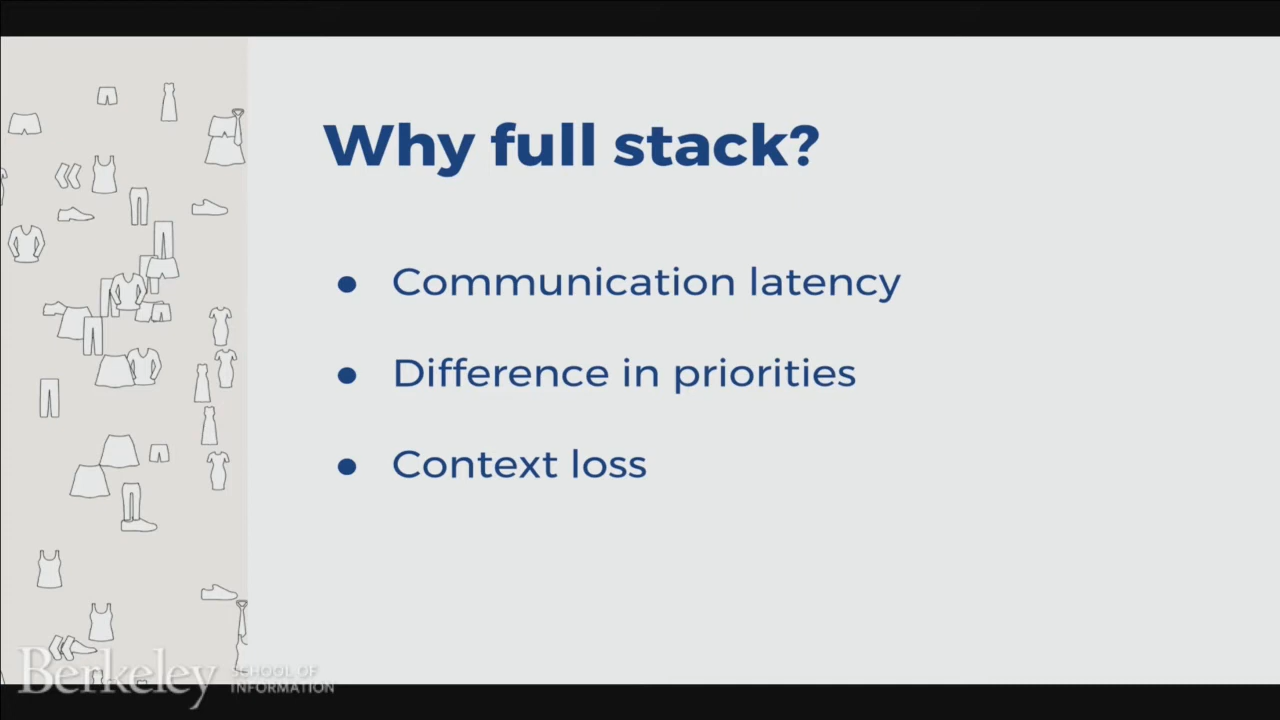 Why full stack?
● Communication latency
● Difference in priorities
● Context loss
Berkeley SCHOOL OF
INFORMATION